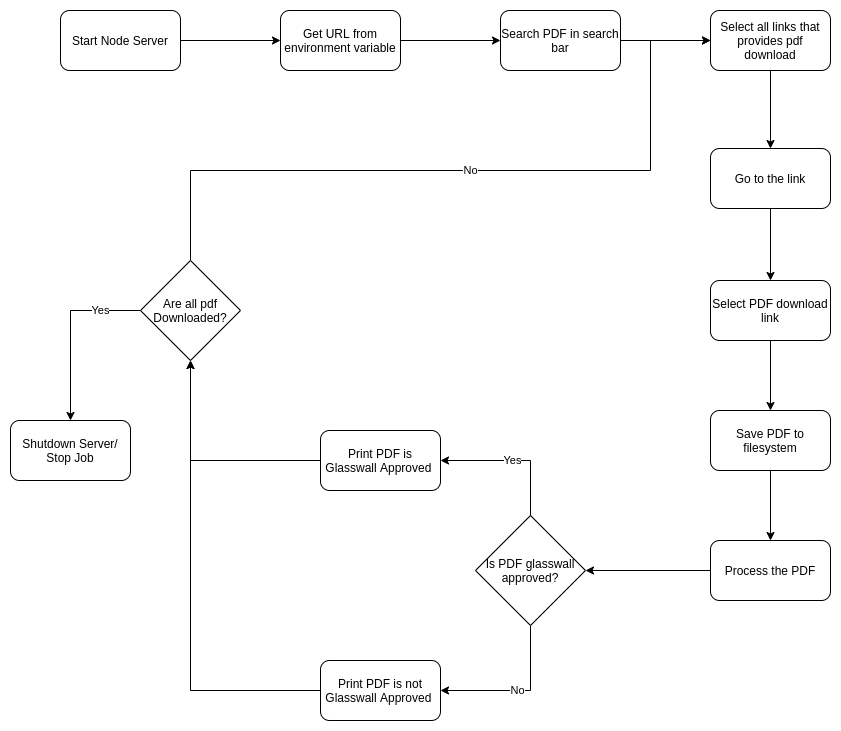 Start Node Server
Get URL from
environment variable
Search PDF in search
bar
Select all links that
provides pdf
download
No
Go to the link
Are all pdf
Downloaded?
Yes
Select PDF download
link
Shutdown Server/
Stop Job
Print PDF is
Glasswall Approved
Yes
Save PDF to
filesystem
Is PDF glasswall
approved?
Process the PDF
Print PDF is not
Glasswall Approved
No